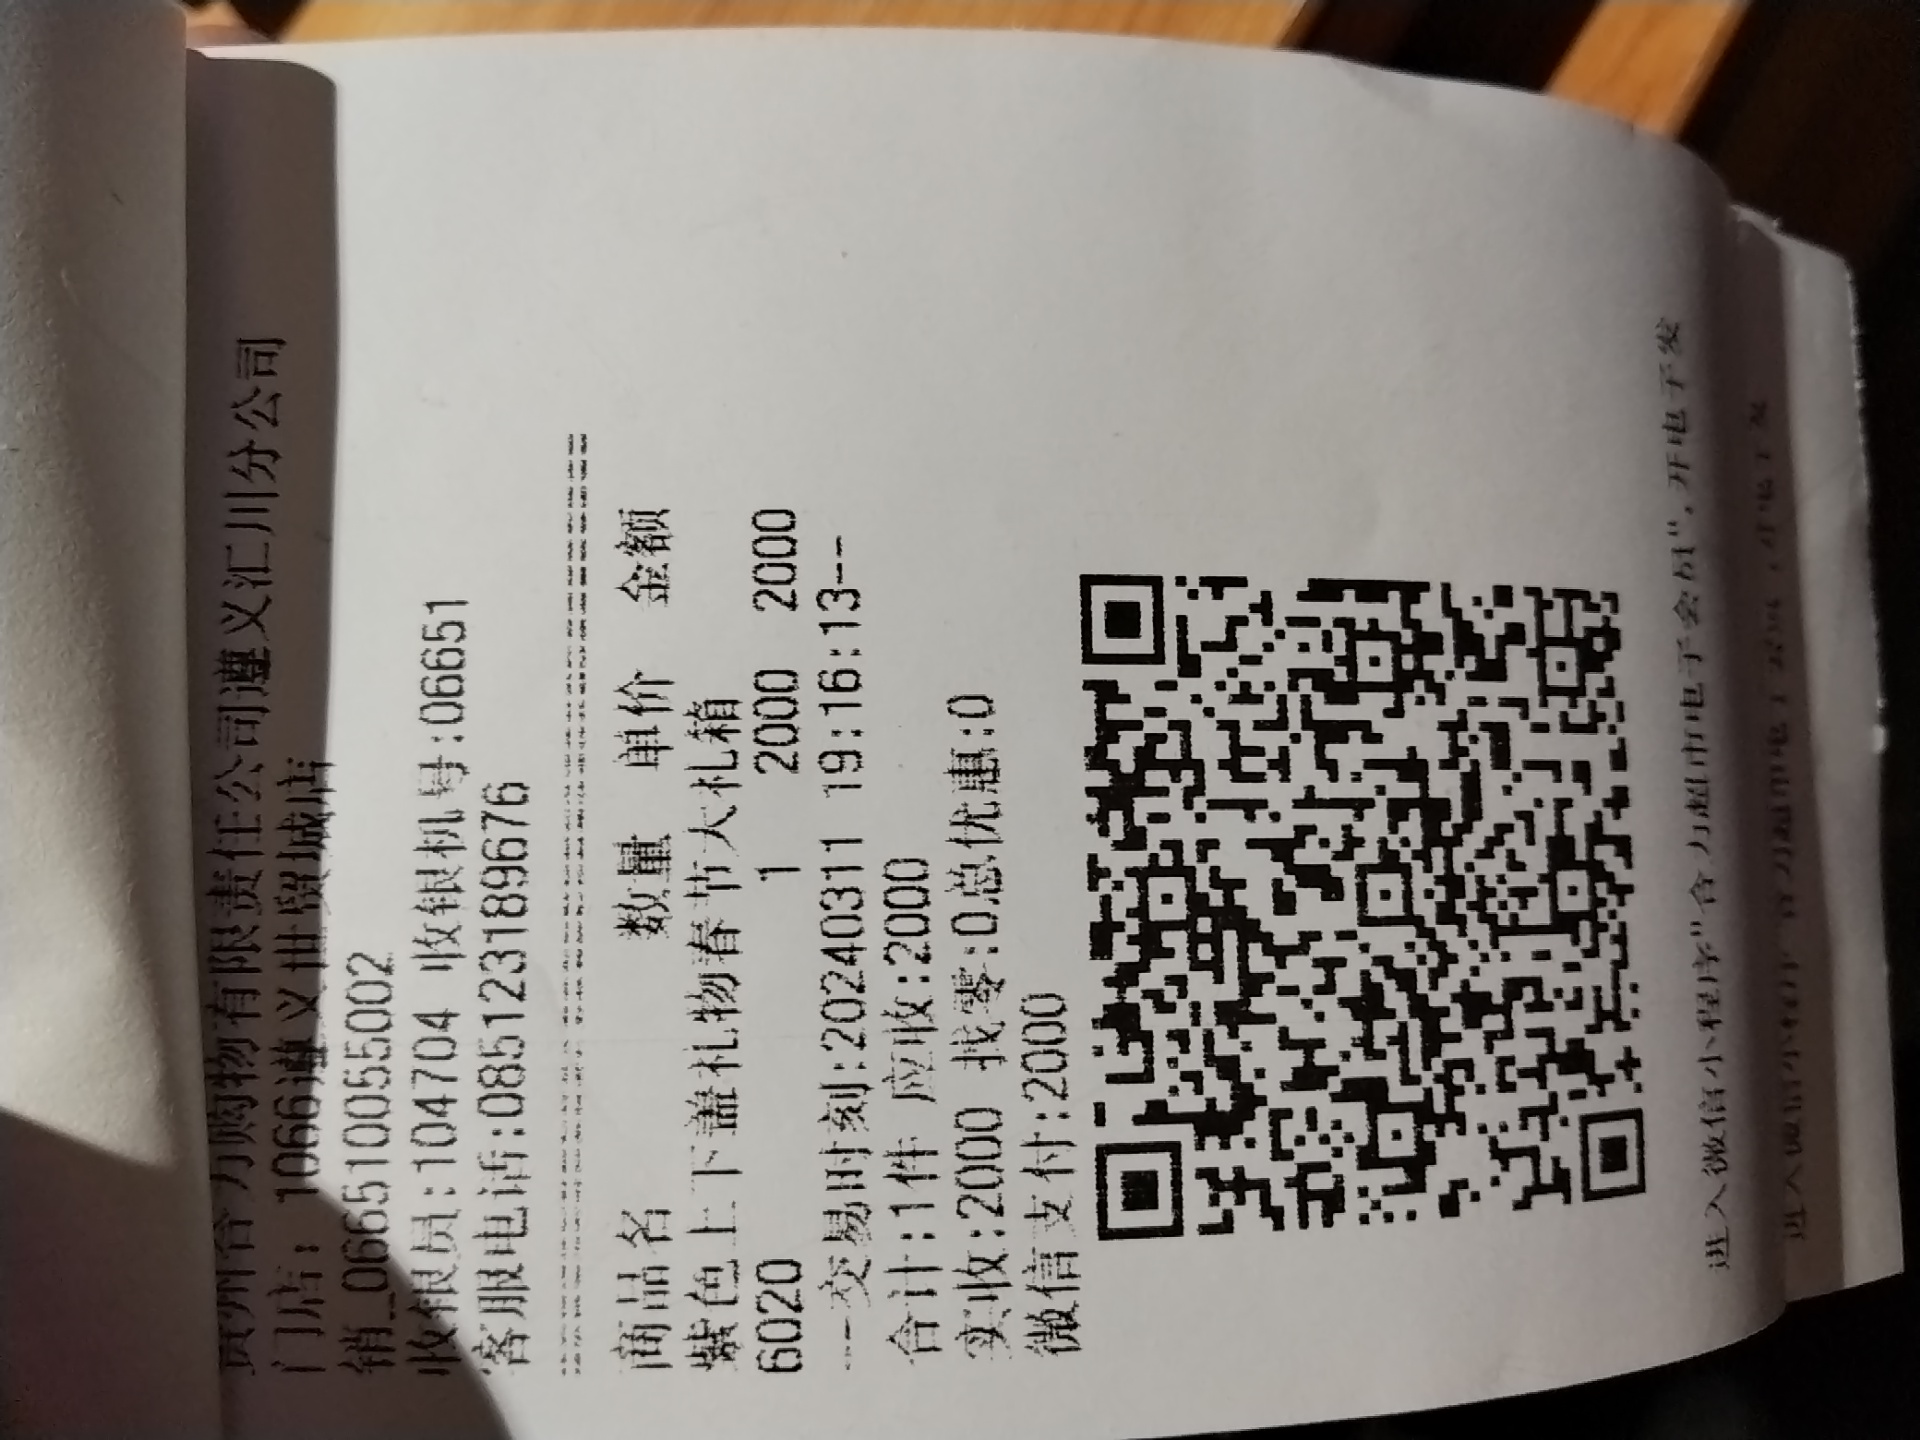 贵州合力购物有限责任公司遵义汇川分公司
门店: 1066遵义世贸城店
销_066510055002
收银员:104704 收银机号:06651
客服电话:085123189676
商品名 数量 单价 金额
紫色上下盖礼物春节大礼箱
6020 1 2000 2000
---交易时刻:20240311 19:16:13--
合计:1件 应收:2000
实收:2000 找零:0总优惠:0
微信支付:2000
进入微信小程序"合力超市电子会员",开电子发